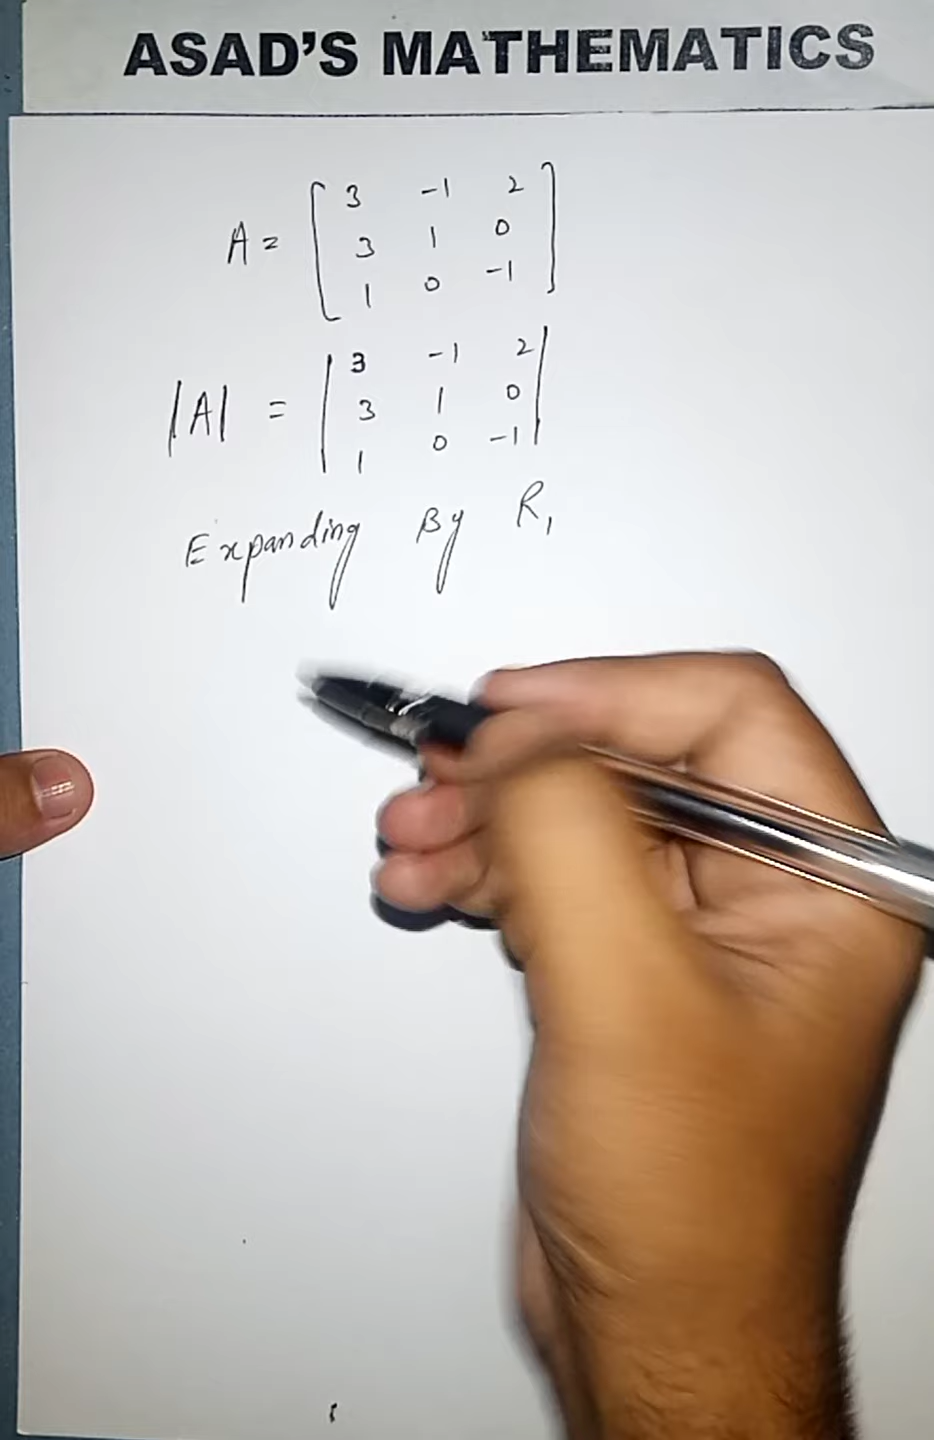 ASAD'S MATHEMATICS
A = [ 3 -1 2
3 1 0
1 0 -1 ]
|A| = | 3 -1 2
3 1 0
1 0 -1 |
Expanding By R₁